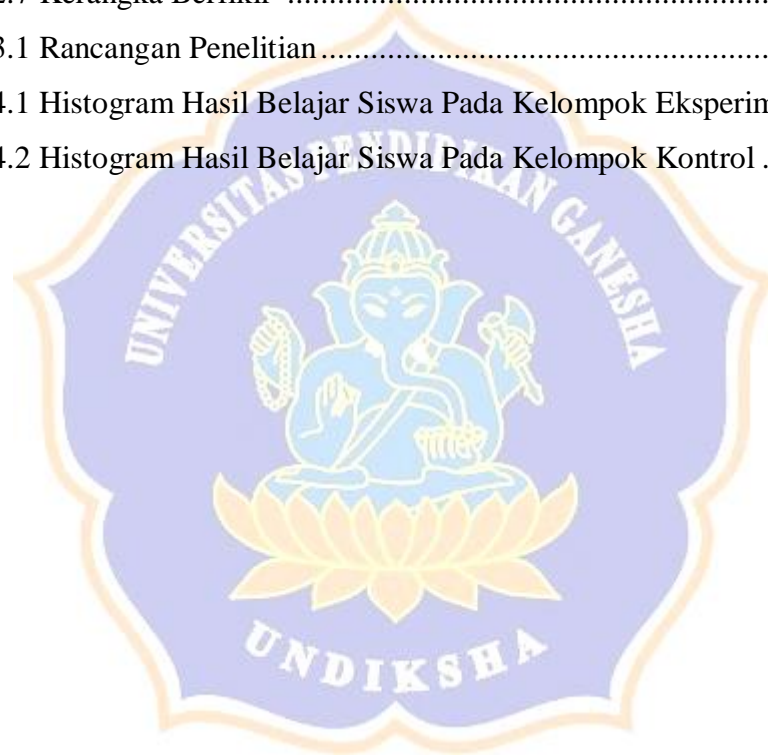 2.7 Kerangka Berfikir ..............................................................................
3.1 Rancangan Penelitian .........................................................................
4.1 Histogram Hasil Belajar Siswa Pada Kelompok Eksperim
4.2 Histogram Hasil Belajar Siswa Pada Kelompok Kontrol .
UNIVERSITAS PENDIDIKAN GANESHA
UNDIKSHA